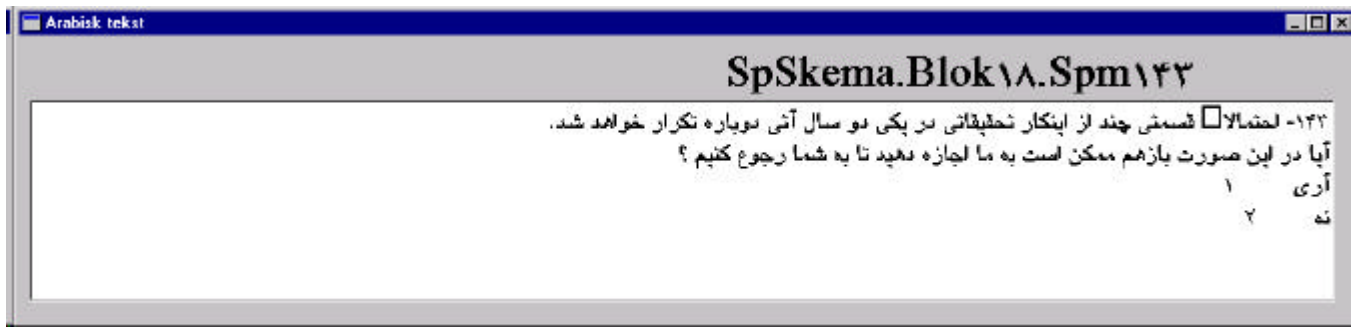 Arabisk tekst
SpSkema.Blok۱۸.Spm۱۴۳
۱۴۳- احتمالا□ قسمتی چند از اینکار تحقیقاتی در یکی دو سال آتی دوباره تکرار خواهد شد.
آیا در این صورت بازهم ممکن است به ما اجازه دهید تا به شما رجوع کنیم ؟
آری ۱
نه ۲